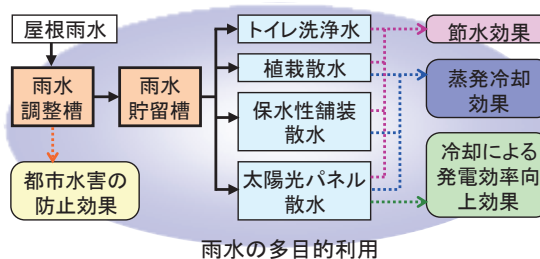 屋根雨水
雨水
調整槽
雨水
貯留槽
都市水害の
防止効果
トイレ洗浄水
植栽散水
保水性舗装
散水
太陽光パネル
散水
節水効果
蒸発冷却
効果
冷却による
発電効率向
上効果
雨水の多目的利用